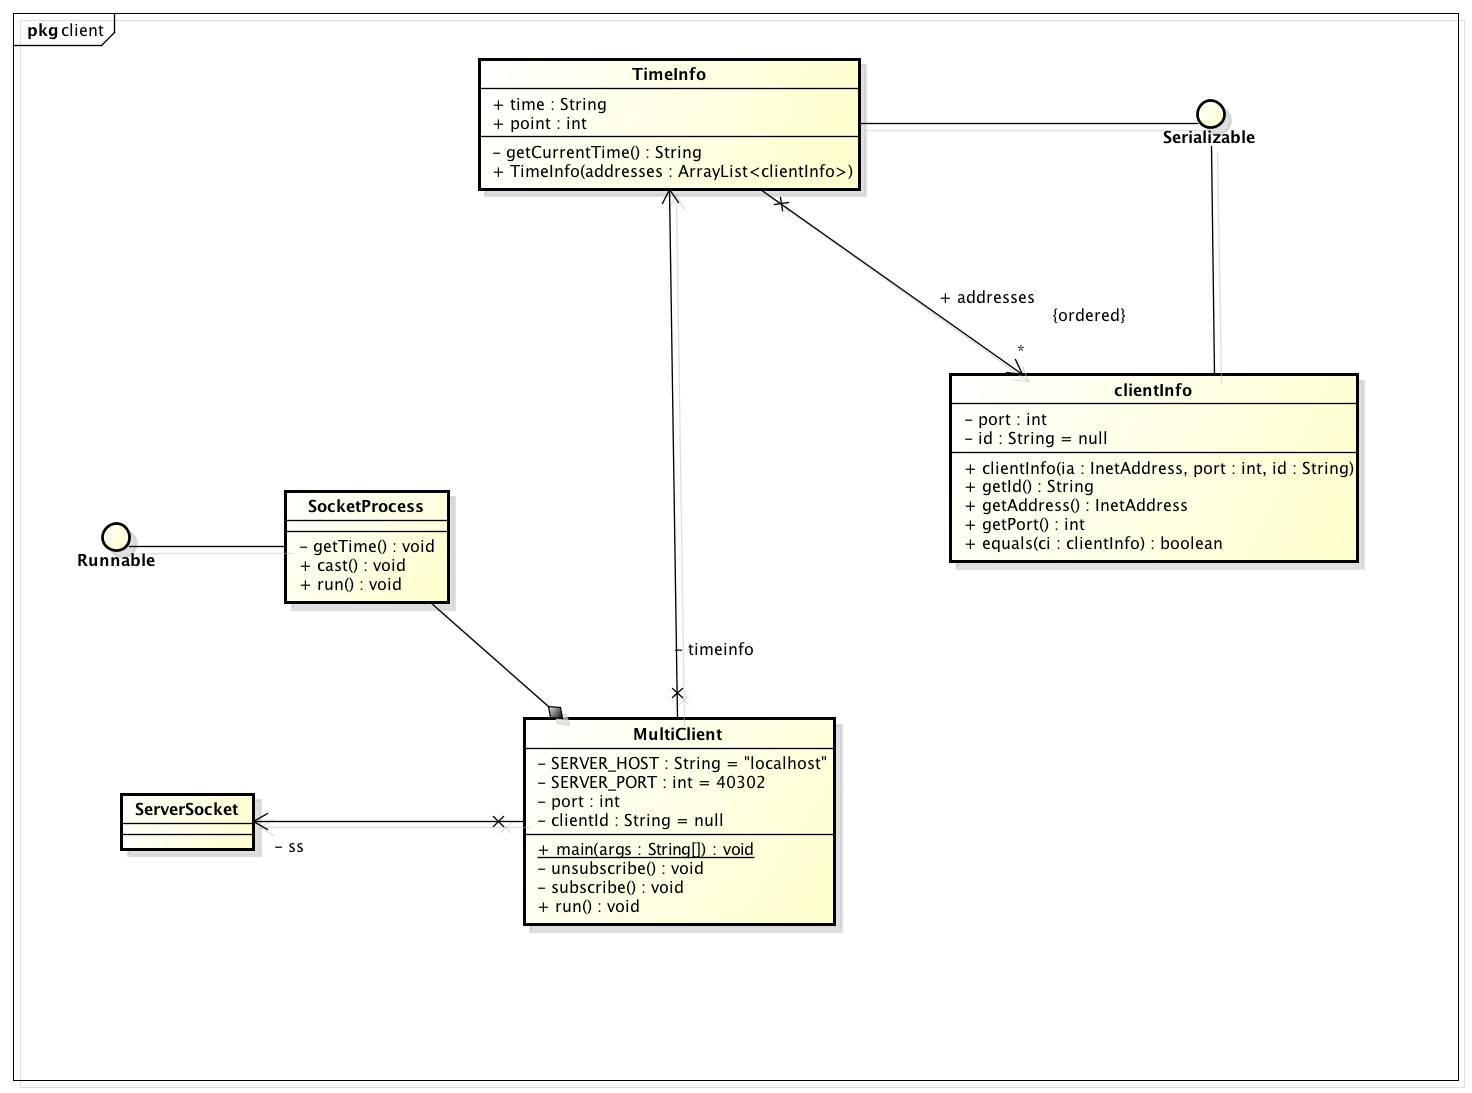 pkg client
TimeInfo
+ time : String
+ point : int
– getCurrentTime() : String
+ TimeInfo(addresses : ArrayList<clientInfo>)
Serializable
+ addresses
{ordered}
*
clientInfo
– port : int
– id : String = null
+ clientInfo(ia : InetAddress, port : int, id : String)
+ getId() : String
+ getAddress() : InetAddress
+ getPort() : int
+ equals(ci : clientInfo) : boolean
SocketProcess
– getTime() : void
+ cast() : void
+ run() : void
Runnable
– timeinfo
MultiClient
– SERVER_HOST : String = "localhost"
– SERVER_PORT : int = 40302
– port : int
– clientId : String = null
+ main(args : String[]) : void
– unsubscribe() : void
– subscribe() : void
+ run() : void
ServerSocket
– ss